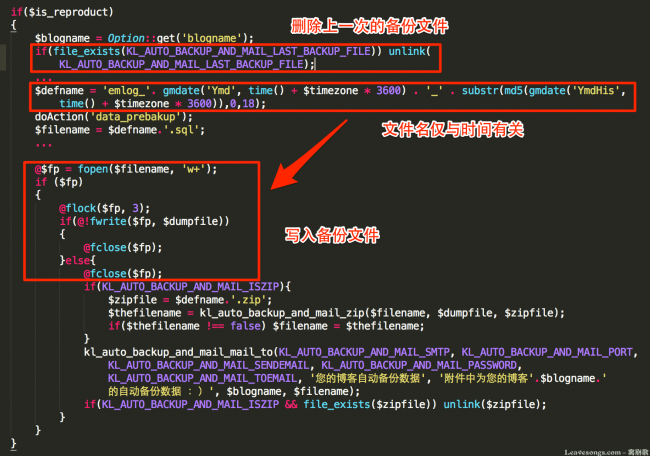 if($is_reproduct)
{
$blogname = Option::get('blogname');
删除上一次的备份文件
if(file_exists(KL_AUTO_BACKUP_AND_MAIL_LAST_BACKUP_FILE)) unlink(
KL_AUTO_BACKUP_AND_MAIL_LAST_BACKUP_FILE);
...
$defname = 'emlog_'. gmdate('Ymd', time() + $timezone * 3600) . '_' . substr(md5(gmdate('YmdHis',
time() + $timezone * 3600)),0,18);
doAction('data_prebakup');
文件名仅与时间有关
$filename = $defname.'.sql';
...
@$fp = fopen($filename, 'w+');
if ($fp)
{
@flock($fp, 3);
if(@!fwrite($fp, $dumpfile))
写入备份文件
{
@fclose($fp);
}else{
@fclose($fp);
if(KL_AUTO_BACKUP_AND_MAIL_ISZIP){
$zipfile = $defname.'.zip';
$thefilename = kl_auto_backup_and_mail_zip($filename, $dumpfile, $zipfile);
if($thefilename !== false) $filename = $thefilename;
}
kl_auto_backup_and_mail_mail_to(KL_AUTO_BACKUP_AND_MAIL_SMTP, KL_AUTO_BACKUP_AND_MAIL_PORT,
KL_AUTO_BACKUP_AND_MAIL_SENDEMAIL, KL_AUTO_BACKUP_AND_MAIL_PASSWORD,
KL_AUTO_BACKUP_AND_MAIL_TOEMAIL, '您的博客自动备份数据', '附件中为您的博客'.$blogname.'
的自动备份数据 : ) ', $blogname, $filename);
if(KL_AUTO_BACKUP_AND_MAIL_ISZIP && file_exists($zipfile)) unlink($zipfile);
}
}
}
Leavesongs.com - 离别歌